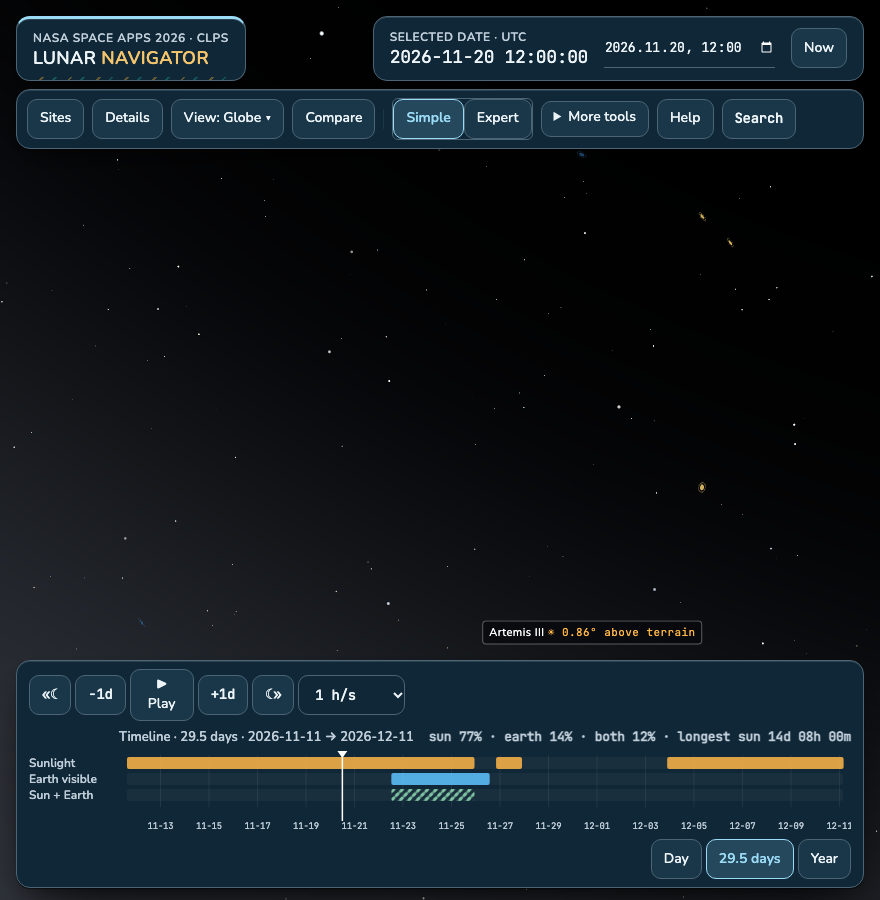 NASA SPACE APPS 2026 · CLPS
LUNAR NAVIGATOR
SELECTED DATE · UTC
2026-11-20 12:00:00
2026.11.20, 12:00
Now
Sites
Details
View: Globe ▾
Compare
Simple
Expert
▶ More tools
Help
Search
Artemis III ☀ 0.86° above terrain
«☾
-1d
▶ Play
+1d
☾»
1 h/s
Timeline · 29.5 days · 2026-11-11 → 2026-12-11 sun 77% · earth 14% · both 12% · longest sun 14d 08h 00m
Sunlight
Earth visible
Sun + Earth
11-13 11-15 11-17 11-19 11-21 11-23 11-25 11-27 11-29 12-01 12-03 12-05 12-07 12-09 12-11
Day
29.5 days
Year